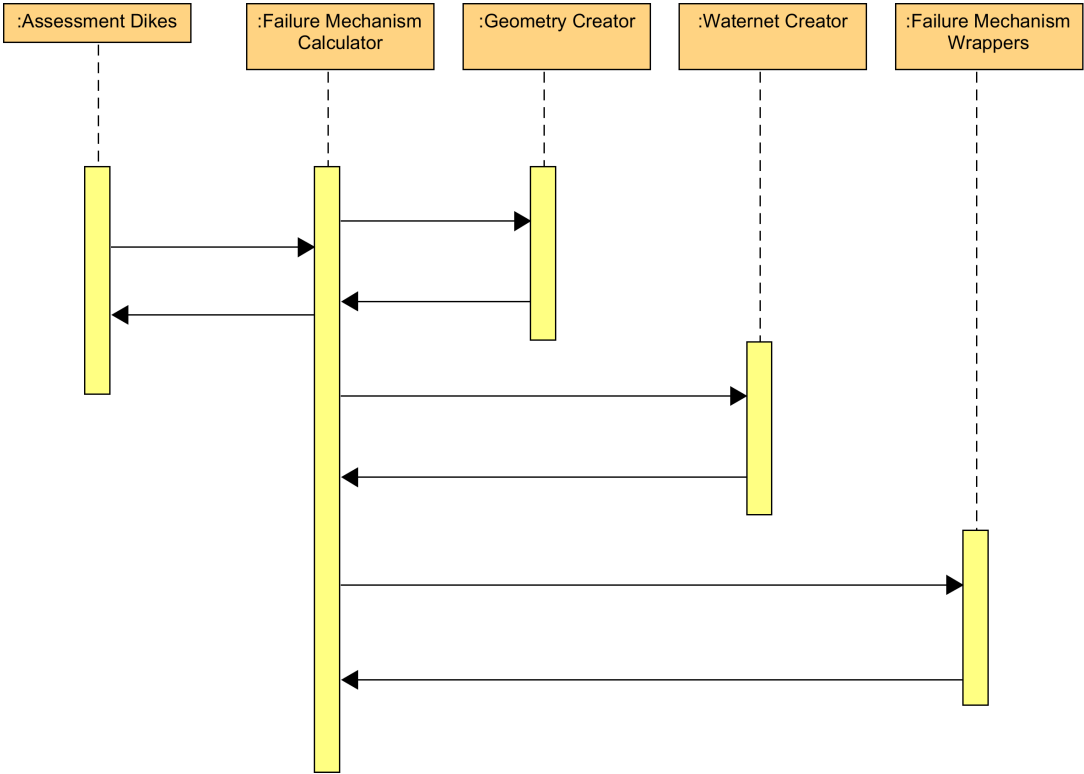 :Assessment Dikes
:Failure Mechanism
Calculator
:Geometry Creator
:Waternet Creator
:Failure Mechanism
Wrappers